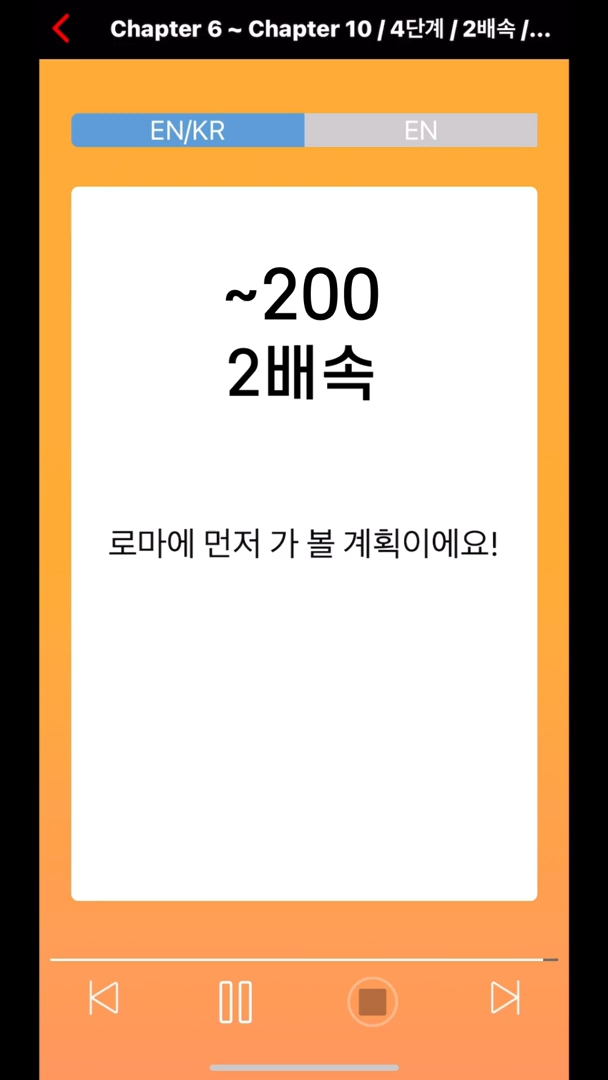 Chapter 6 ~ Chapter 10 / 4단계 / 2배속 /...
EN/KR
EN
~200
2배속
로마에 먼저 가 볼 계획이에요!